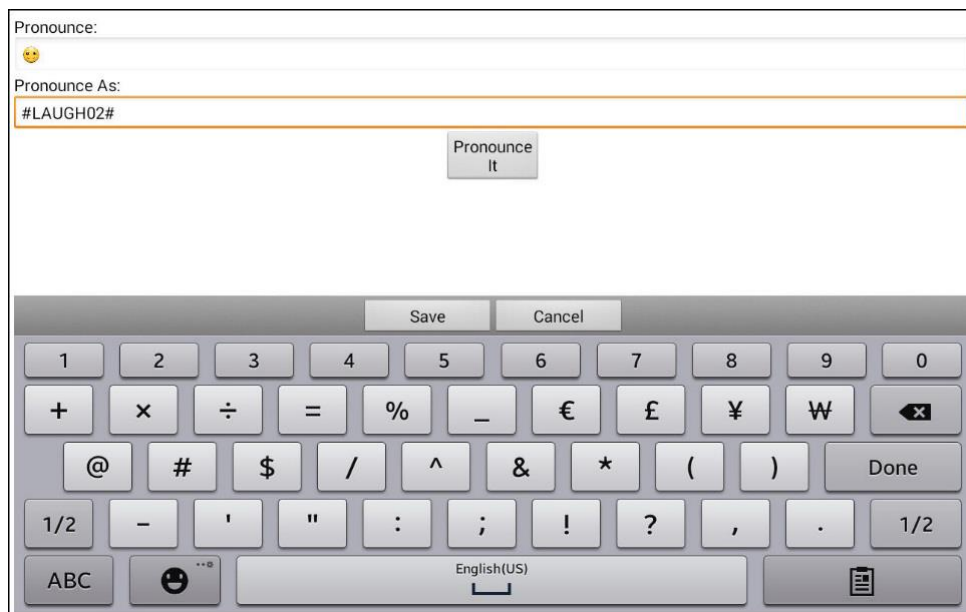 Pronounce:
🙂
Pronounce As:
#LAUGH02#
Pronounce
It
Save Cancel
1 2 3 4 5 6 7 8 9 0
+ × ÷ = % _ € £ ¥ ₩
@ # $ / ^ & * ( ) Done
1/2 - ' " : ; ! ? , . 1/2
ABC English(US)